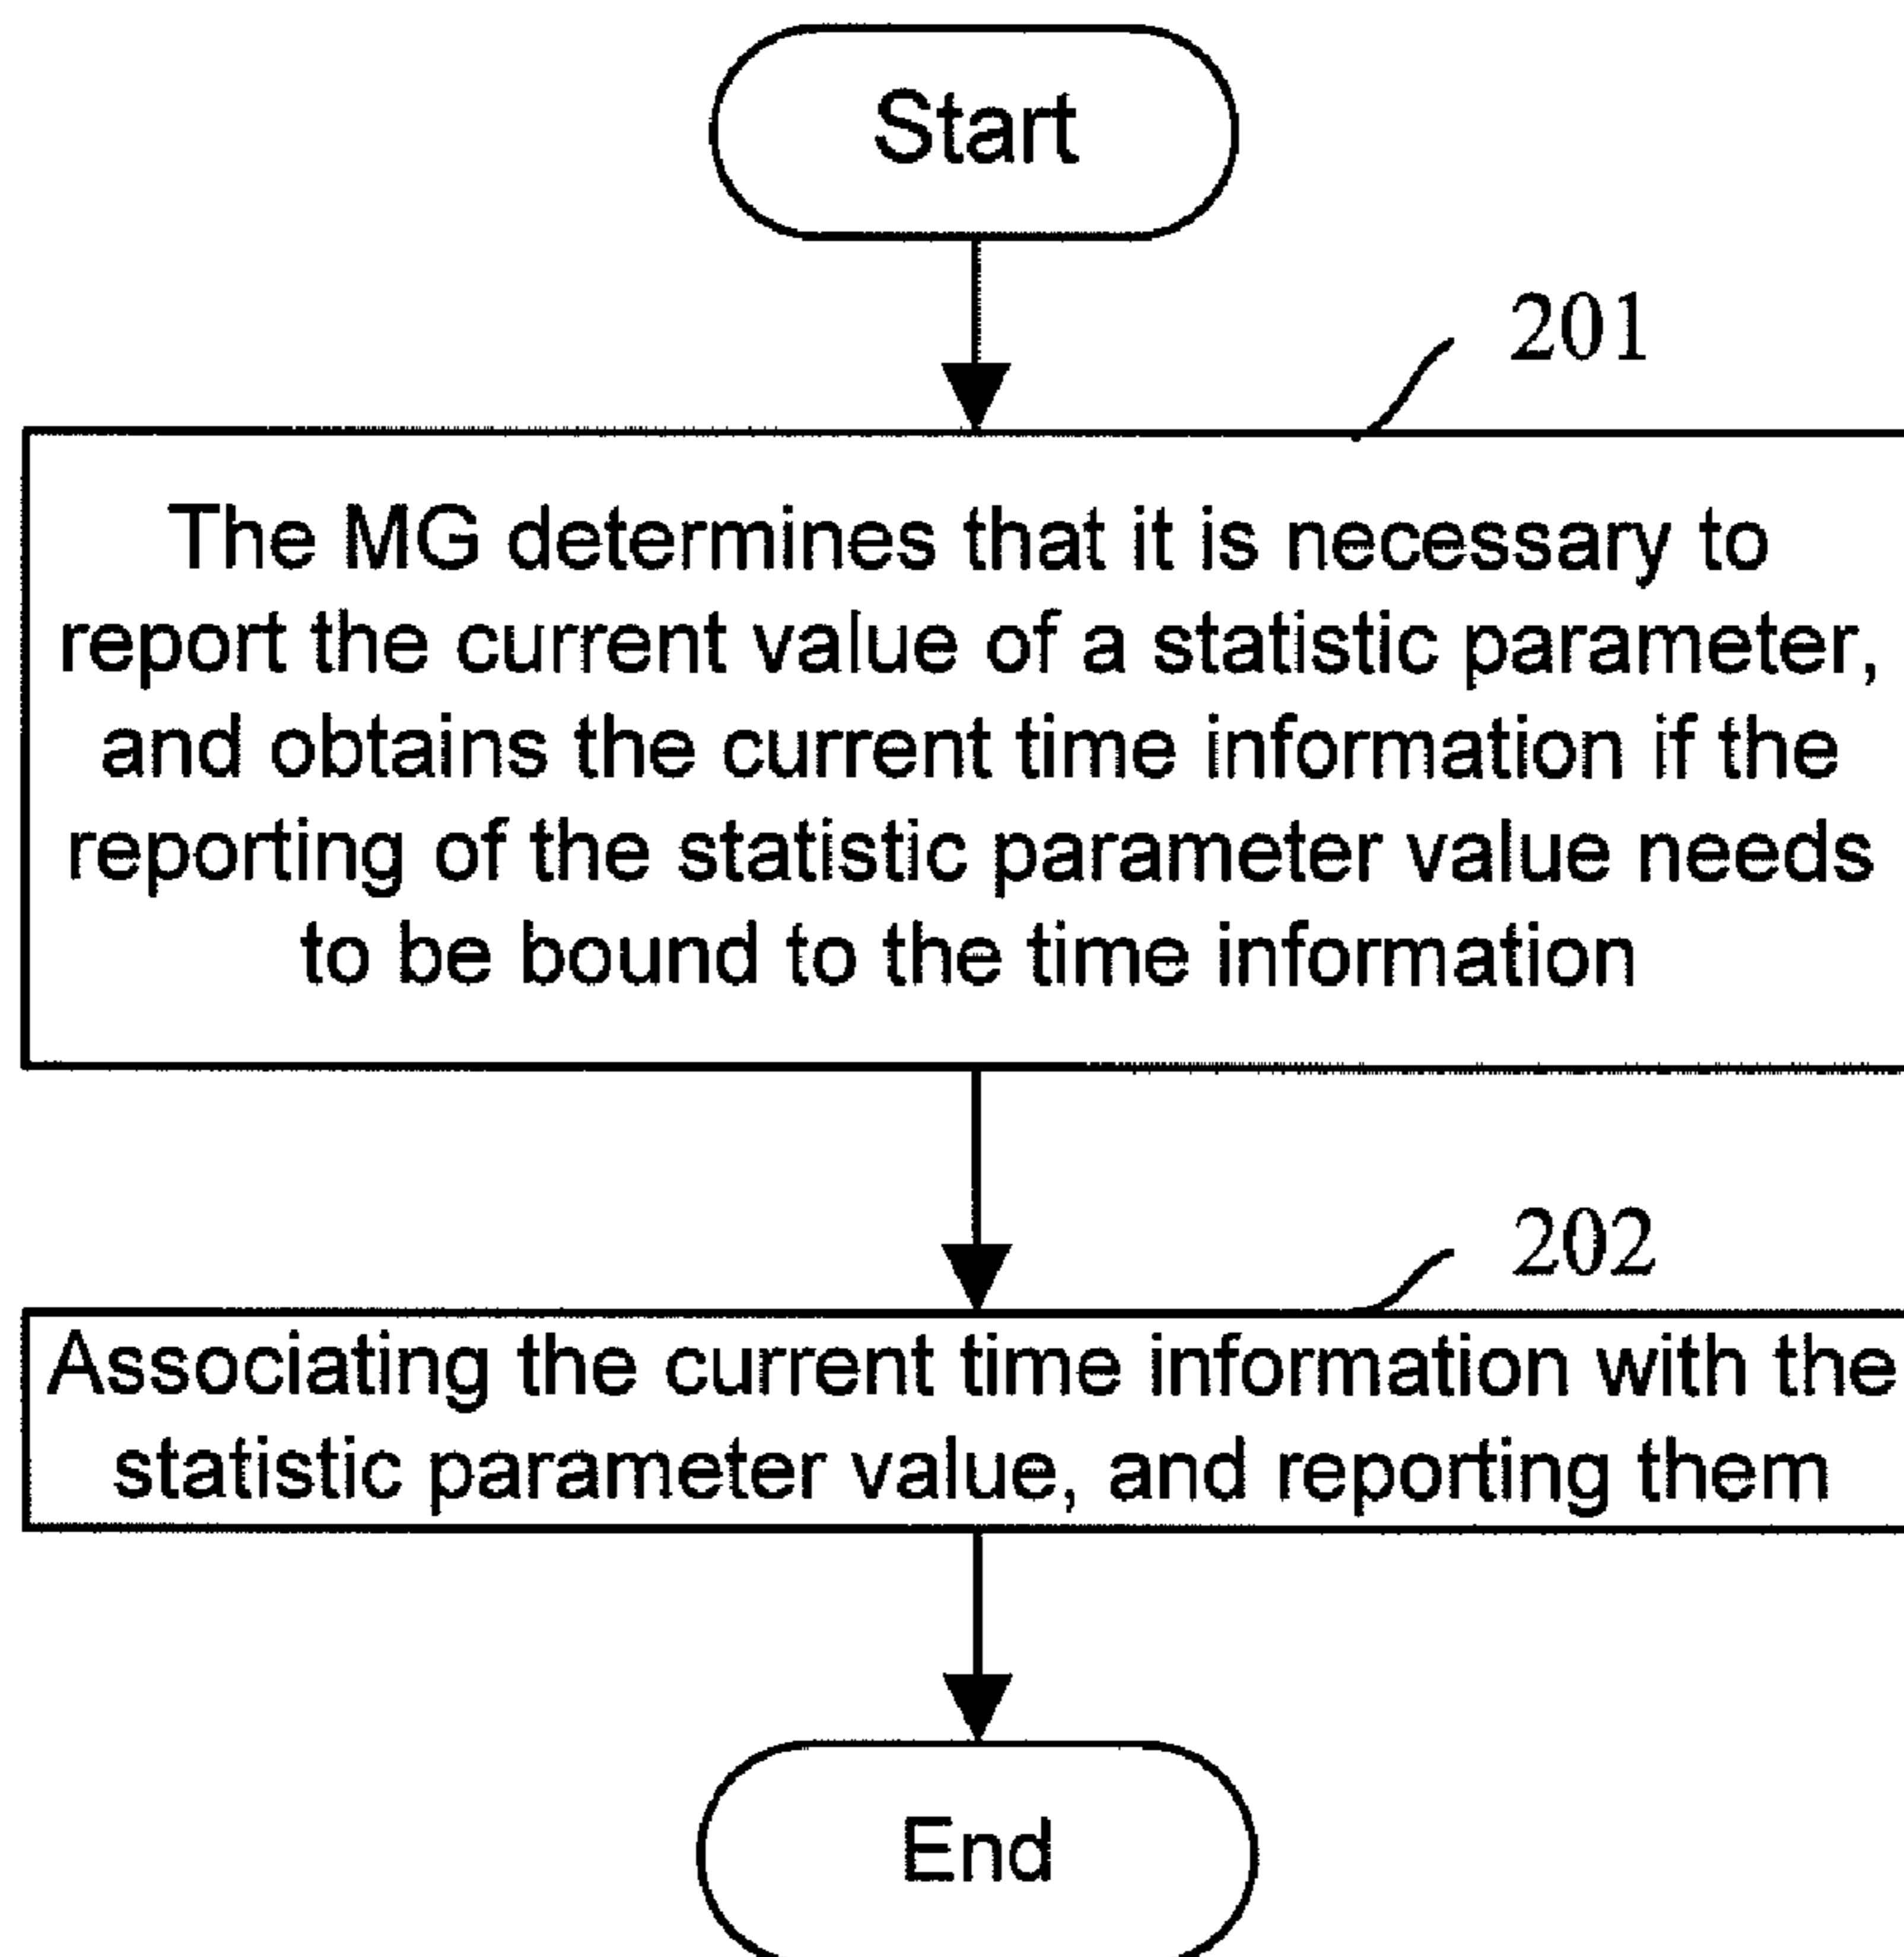 Start
201
The MG determines that it is necessary to
report the current value of a statistic parameter,
and obtains the current time information if the
reporting of the statistic parameter value needs
to be bound to the time information
202
Associating the current time information with the
statistic parameter value, and reporting them
End